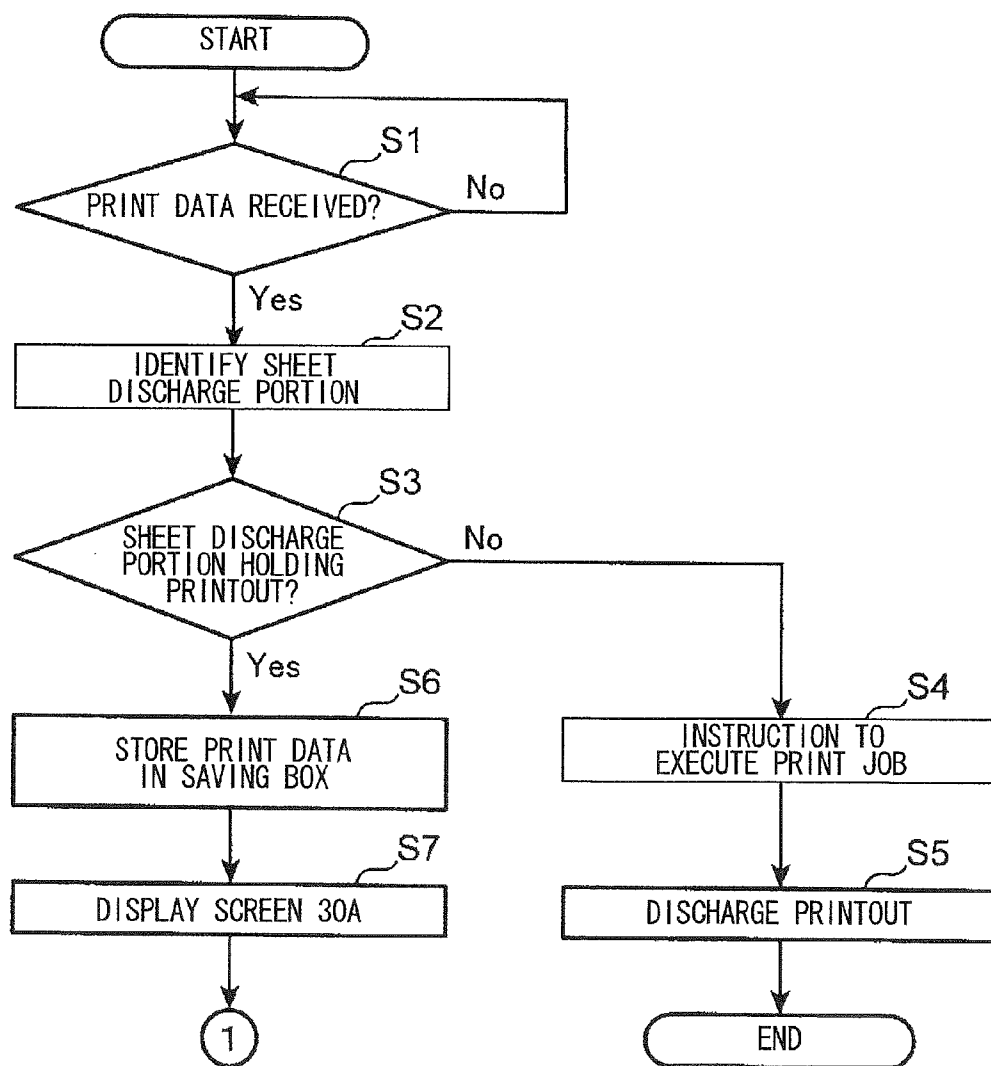 START
S1
PRINT DATA RECEIVED?
No
Yes
S2
IDENTIFY SHEET
DISCHARGE PORTION
S3
SHEET DISCHARGE
PORTION HOLDING
PRINTOUT?
No
Yes
S6
STORE PRINT DATA
IN SAVING BOX
S4
INSTRUCTION TO
EXECUTE PRINT JOB
S7
DISPLAY SCREEN 30A
S5
DISCHARGE PRINTOUT
1
END